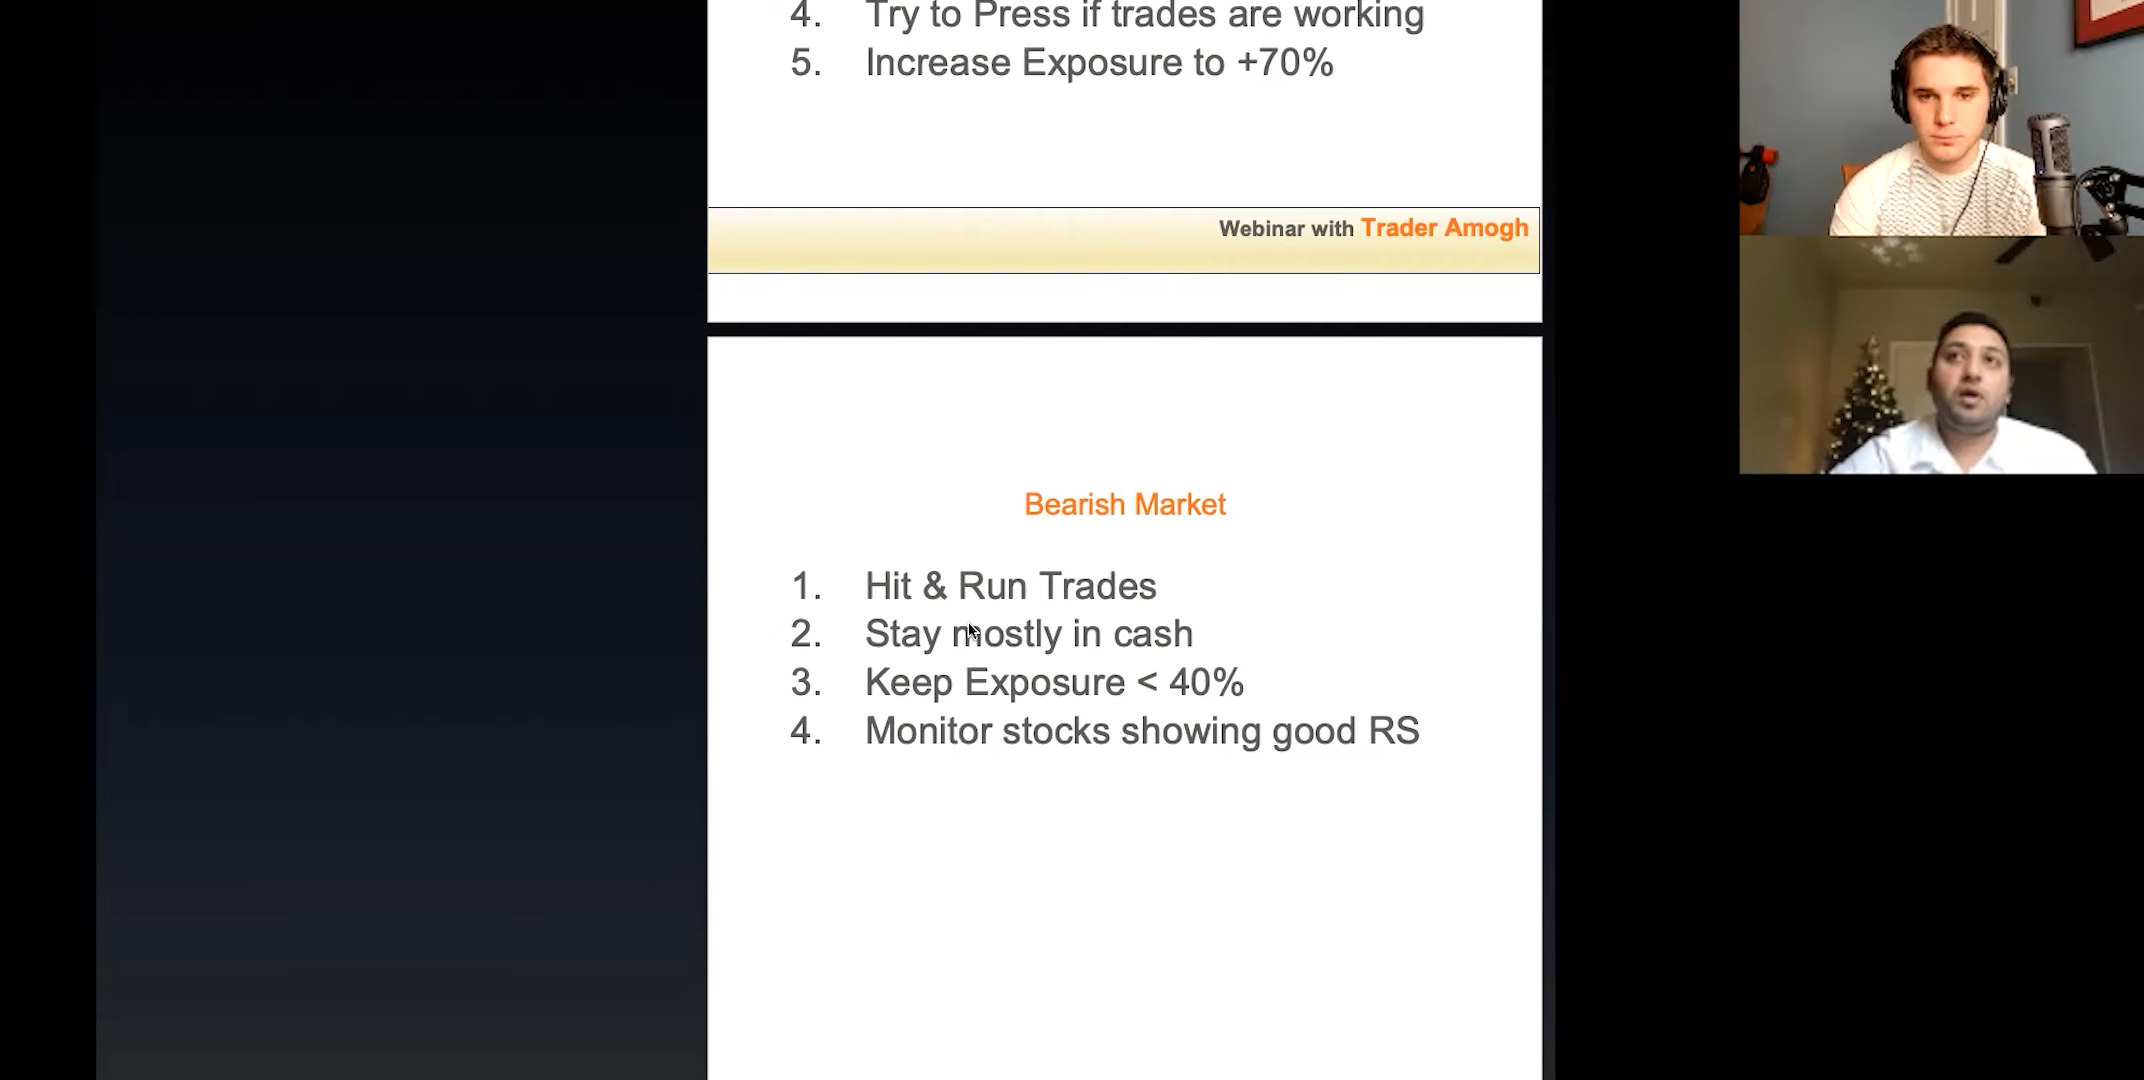 4. Try to Press if trades are working
5. Increase Exposure to +70%
Webinar with Trader Amogh
Bearish Market
1. Hit & Run Trades
2. Stay mostly in cash
3. Keep Exposure < 40%
4. Monitor stocks showing good RS